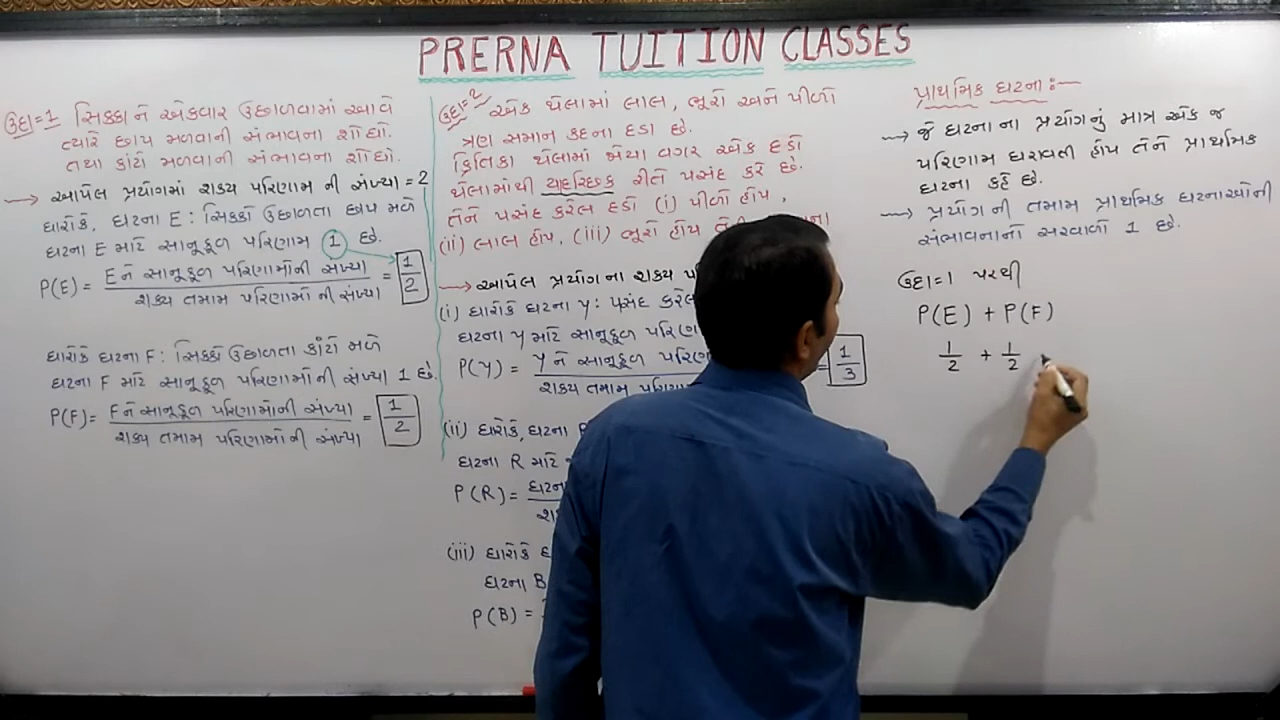 PRERNA TUITION CLASSES
ઉદા=1 સિક્કાને એકવાર ઉછાળવામાં આવે
ત્યારે છાપ મળવાની સંભાવના શોધો.
તથા કાંટો મળવાની સંભાવના શોધો.
આપેલ પ્રયોગમાં શક્ય પરિણામ ની સંખ્યા = 2
ધારોકે, ઘટના E : સિક્કો ઉછાળતા છાપ મળે
ઘટના E માટે સાનૂકૂળ પરિણામ 1 છે.
P(E) = E ને સાનૂકૂળ પરિણામોની સંખ્યા / શક્ય તમામ પરિણામો ની સંખ્યા = 1/2
ધારોકે ઘટના F : સિક્કો ઉછાળતા કાંટો મળે
ઘટના F માટે સાનૂકૂળ પરિણામોની સંખ્યા 1 છે.
P(F) = F ને સાનૂકૂળ પરિણામોની સંખ્યા / શક્ય તમામ પરિણામોની સંખ્યા = 1/2
ઉદા=2 એક થેલામાં લાલ, ભૂરો અને પીળો
ત્રણ સમાન કદના દડા છે.
ક્રિતિકા થેલામાં જોયા વગર એક દડો
થેલામાંથી યાદચ્છિક રીતે પસંદ કરે છે.
તેને પસંદ કરેલ દડો (i) પીળો હોય,
(ii) લાલ હોય, (iii) ભૂરો હોય
આપેલ પ્રયોગના શક્ય
(i) ધારોકે ઘટના Y : પસંદ કરેલ
ઘટના Y માટે સાનૂકૂળ
P(Y) = Y ને સાનૂકૂળ / શક્ય તમામ = 1/3
(ii) ધારોકે, ઘટના
ઘટના R માટે
P(R) =
(iii) ધારોકે
ઘટના B
P(B) =
પ્રાથમિક ઘટના :-
જે ઘટનાના પ્રયોગનું માત્ર એક જ
પરિણામ ધરાવતી હોય તેને પ્રાથમિક
ઘટના કહે છે.
પ્રયોગ ની તમામ પ્રાથમિક ઘટનાઓની
સંભાવનાનો સરવાળો 1 છે.
ઉદા=1 પરથી
P(E) + P(F)
1/2 + 1/2